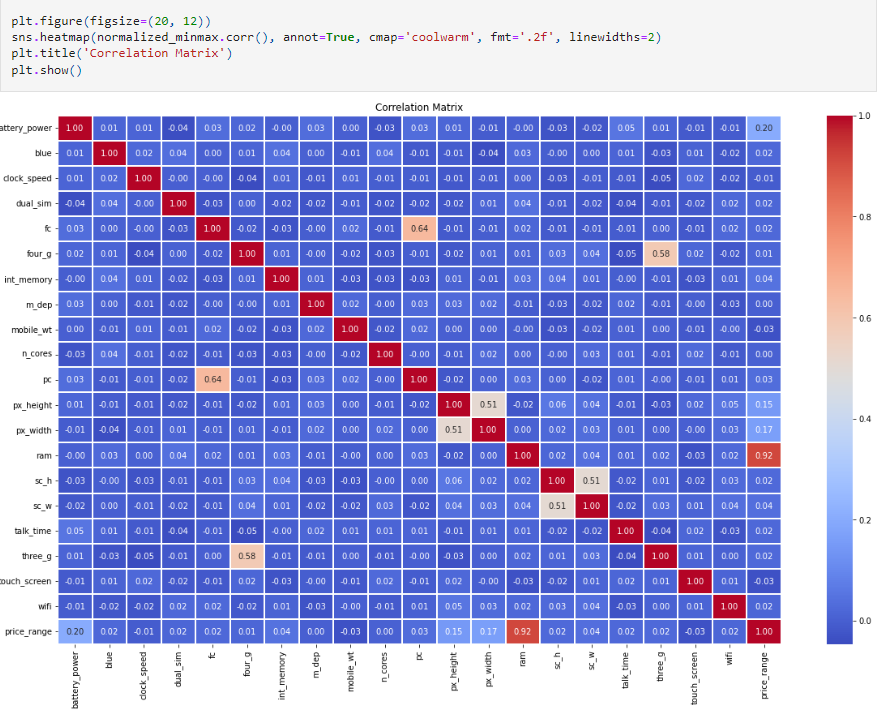 plt.figure(figsize=(20, 12))
sns.heatmap(normalized_minmax.corr(), annot=True, cmap='coolwarm', fmt='.2f', linewidths=2)
plt.title('Correlation Matrix')
plt.show()
Correlation Matrix
attery_power 1.00 0.01 0.01 -0.04 0.03 0.02 -0.00 0.03 0.00 -0.03 0.03 0.01 -0.01 -0.00 -0.03 -0.02 0.05 0.01 -0.01 -0.01 0.20
blue 0.01 1.00 0.02 0.04 0.00 0.01 0.04 0.00 -0.01 0.04 -0.01 -0.01 -0.04 0.03 -0.00 0.00 0.01 -0.03 0.01 -0.02 0.02
clock_speed 0.01 0.02 1.00 -0.00 -0.00 -0.04 0.01 -0.01 0.01 -0.01 -0.01 -0.01 -0.01 0.00 -0.03 -0.01 -0.01 -0.05 0.02 -0.02 -0.01
dual_sim -0.04 0.04 -0.00 1.00 -0.03 0.00 -0.02 -0.02 -0.01 -0.02 -0.02 -0.02 0.01 0.04 -0.01 -0.02 -0.04 -0.01 -0.02 0.02 0.02
fc 0.03 0.00 -0.00 -0.03 1.00 -0.02 -0.03 -0.00 0.02 -0.01 0.64 -0.01 -0.01 0.02 -0.01 -0.01 -0.01 0.00 -0.01 0.02 0.02
four_g 0.02 0.01 -0.04 0.00 -0.02 1.00 0.01 -0.00 -0.02 -0.03 -0.01 -0.02 0.01 0.01 0.03 0.04 -0.05 0.58 0.02 -0.02 0.01
int_memory -0.00 0.04 0.01 -0.02 -0.03 0.01 1.00 0.01 -0.03 -0.03 -0.03 0.01 -0.01 0.03 0.04 0.01 -0.00 -0.01 -0.03 0.01 0.04
m_dep 0.03 0.00 -0.01 -0.02 -0.00 -0.00 0.01 1.00 0.02 -0.00 0.03 0.03 0.02 -0.01 -0.03 -0.02 0.02 -0.01 -0.00 -0.03 0.00
mobile_wt 0.00 -0.01 0.01 -0.01 0.02 -0.02 -0.03 0.02 1.00 -0.02 0.02 0.00 0.00 -0.00 -0.03 -0.02 0.01 0.00 -0.01 -0.00 -0.03
n_cores -0.03 0.04 -0.01 -0.02 -0.01 -0.03 -0.03 -0.00 -0.02 1.00 -0.00 -0.01 0.02 0.00 -0.00 0.03 0.01 -0.01 0.02 -0.01 0.00
pc 0.03 -0.01 -0.01 -0.02 0.64 -0.01 -0.03 0.03 0.02 -0.00 1.00 -0.02 0.00 0.03 0.00 -0.02 0.01 -0.00 -0.01 0.01 0.03
px_height 0.01 -0.01 -0.01 -0.02 -0.01 -0.02 0.01 0.03 0.00 -0.01 -0.02 1.00 0.51 -0.02 0.06 0.04 -0.01 -0.03 0.02 0.05 0.15
px_width -0.01 -0.04 -0.01 0.01 -0.01 0.01 -0.01 0.02 0.00 0.02 0.00 0.51 1.00 0.00 0.02 0.03 0.01 0.00 -0.00 0.03 0.17
ram -0.00 0.03 0.00 0.04 0.02 0.01 0.03 -0.01 -0.00 0.00 0.03 -0.02 0.00 1.00 0.02 0.04 0.01 0.02 -0.03 0.02 0.92
sc_h -0.03 -0.00 -0.03 -0.01 -0.01 0.03 0.04 -0.03 -0.03 -0.00 0.00 0.06 0.02 0.02 1.00 0.51 -0.02 0.01 -0.02 0.03 0.02
sc_w -0.02 0.00 -0.01 -0.02 -0.01 0.04 0.01 -0.02 -0.02 0.03 -0.02 0.04 0.03 0.04 0.51 1.00 -0.02 0.03 0.01 0.04 0.04
talk_time 0.05 0.01 -0.01 -0.04 -0.01 -0.05 -0.00 0.02 0.01 0.01 0.01 -0.01 0.01 0.01 -0.02 -0.02 1.00 -0.04 0.02 -0.03 0.02
three_g 0.01 -0.03 -0.05 -0.01 0.00 0.58 -0.01 -0.01 0.00 -0.01 -0.00 -0.03 0.00 0.02 0.01 0.03 -0.04 1.00 0.01 0.00 0.02
ouch_screen -0.01 0.01 0.02 -0.02 -0.01 0.02 -0.03 -0.00 -0.01 0.02 -0.01 0.02 -0.00 -0.03 -0.02 0.01 0.02 0.01 1.00 0.01 -0.03
wifi -0.01 -0.02 -0.02 0.02 0.02 -0.02 0.01 -0.03 -0.00 -0.01 0.01 0.05 0.03 0.02 0.03 0.04 -0.03 0.00 0.01 1.00 0.02
price_range 0.20 0.02 -0.01 0.02 0.02 0.01 0.04 0.00 -0.03 0.00 0.03 0.15 0.17 0.92 0.02 0.04 0.02 0.02 -0.03 0.02 1.00
battery_power blue clock_speed dual_sim fc four_g int_memory m_dep mobile_wt n_cores pc px_height px_width ram sc_h sc_w talk_time three_g touch_screen wifi price_range
1.0
0.8
0.6
0.4
0.2
0.0